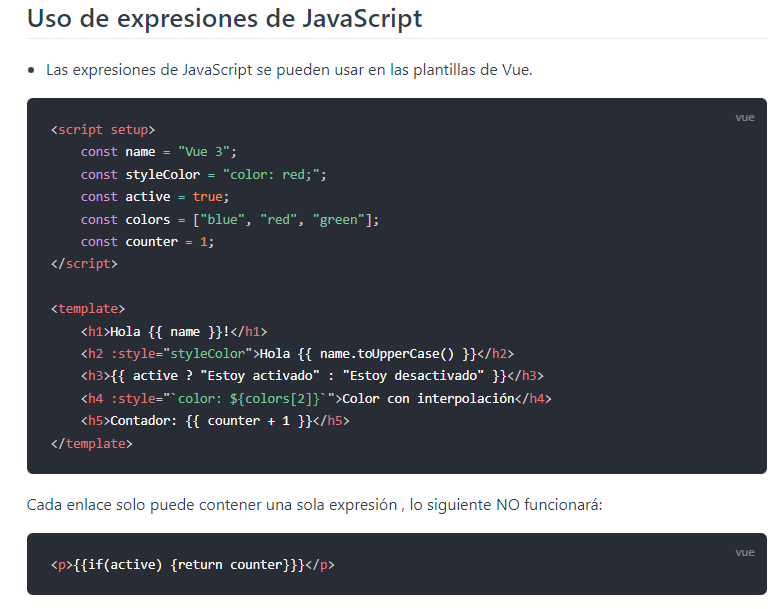 Uso de expresiones de JavaScript
• Las expresiones de JavaScript se pueden usar en las plantillas de Vue.
vue
<script setup>
    const name = "Vue 3";
    const styleColor = "color: red;";
    const active = true;
    const colors = ["blue", "red", "green"];
    const counter = 1;
</script>

<template>
    <h1>Hola {{ name }}!</h1>
    <h2 :style="styleColor">Hola {{ name.toUpperCase() }}</h2>
    <h3>{{ active ? "Estoy activado" : "Estoy desactivado" }}</h3>
    <h4 :style="`color: ${colors[2]}`">Color con interpolación</h4>
    <h5>Contador: {{ counter + 1 }}</h5>
</template>
Cada enlace solo puede contener una sola expresión , lo siguiente NO funcionará:
vue
<p>{{if(active) {return counter}}}</p>